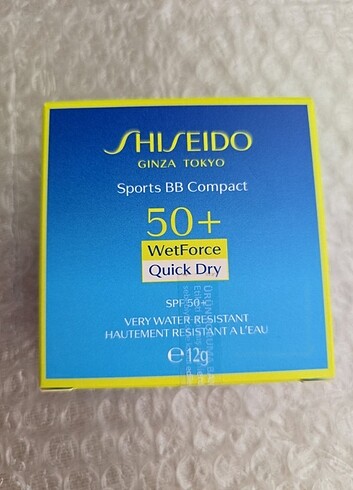 SHISEIDO
GINZA TOKYO
Sports BB Compact
50+
WetForce
Quick Dry
SPF 50+
VERY WATER-RESISTANT
HAUTEMENT RESISTANT A L'EAU
℮12g